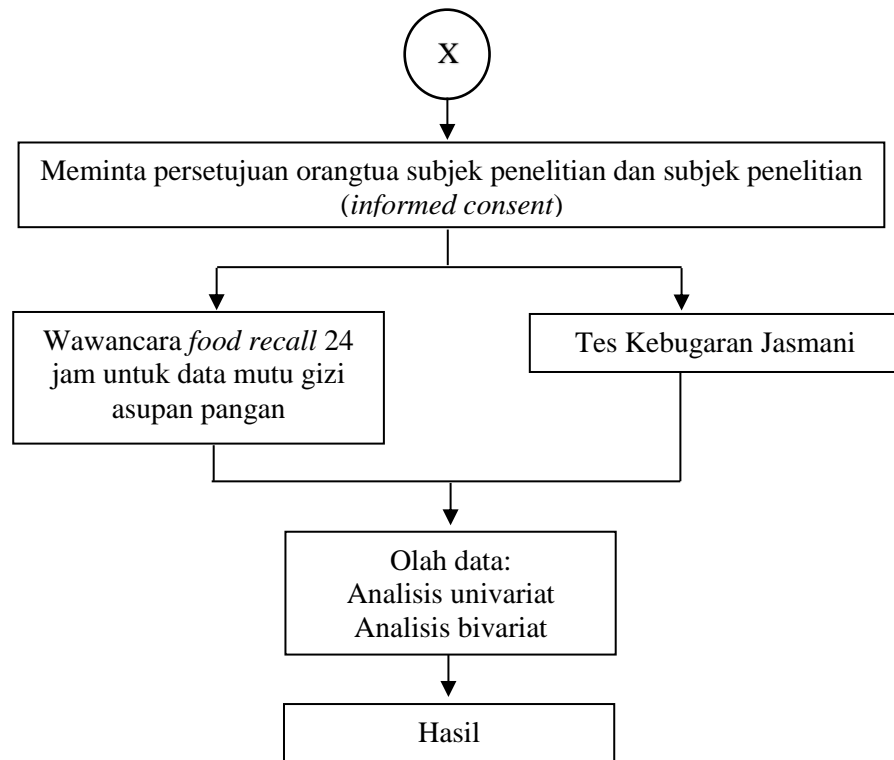 X
Meminta persetujuan orangtua subjek penelitian dan subjek penelitian
(informed consent)
Wawancara food recall 24
jam untuk data mutu gizi
asupan pangan
Tes Kebugaran Jasmani
Olah data:
Analisis univariat
Analisis bivariat
Hasil